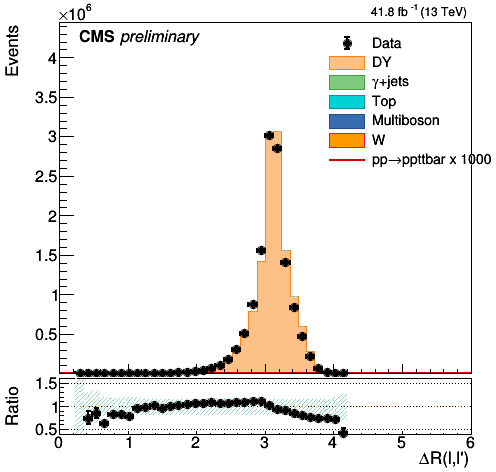 ×10⁶
41.8 fb⁻¹ (13 TeV)
Events
CMS preliminary
Data
DY
γ+jets
Top
Multiboson
W
pp→ppttbar x 1000
4
3.5
3
2.5
2
1.5
1
0.5
Ratio
1.5
1
0.5
0 1 2 3 4 5 6
ΔR(l,l')